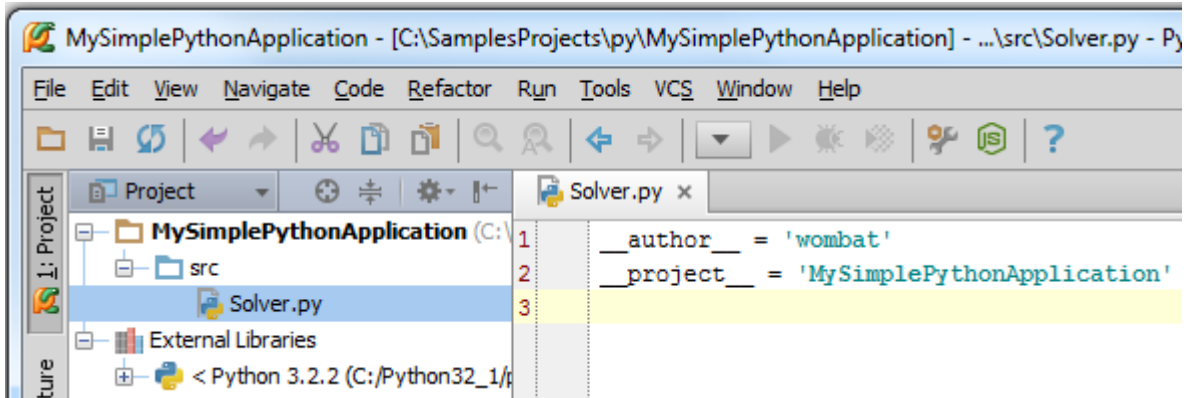 MySimplePythonApplication - [C:\SamplesProjects\py\MySimplePythonApplication] - ...\src\Solver.py - Py
File Edit View Navigate Code Refactor Run Tools VCS Window Help
JS ?
1: Project
Project
Solver.py
MySimplePythonApplication (C:\
src
Solver.py
External Libraries
< Python 3.2.2 (C:/Python32_1/p
ture
1 __author__ = 'wombat'
2 __project__ = 'MySimplePythonApplication'
3